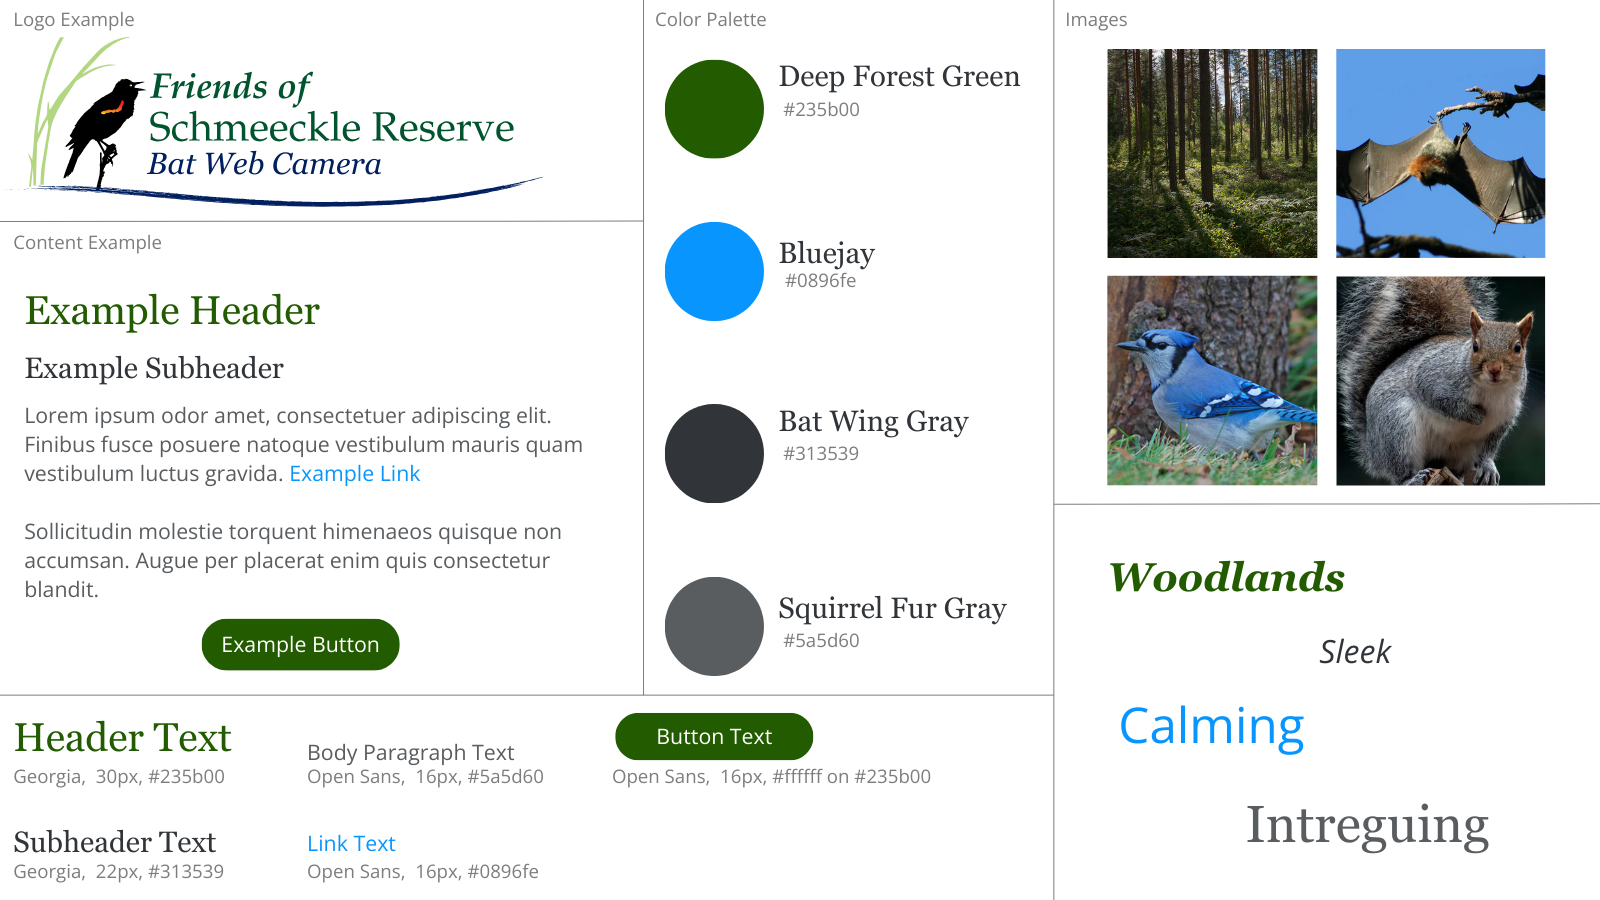 Logo Example
Friends of
Schmeeckle Reserve
Bat Web Camera
Content Example
Example Header
Example Subheader
Lorem ipsum odor amet, consectetuer adipiscing elit.
Finibus fusce posuere natoque vestibulum mauris quam
vestibulum luctus gravida. Example Link
Sollicitudin molestie torquent himenaeos quisque non
accumsan. Augue per placerat enim quis consectetur
blandit.
Example Button
Color Palette
Deep Forest Green
#235b00
Bluejay
#0896fe
Bat Wing Gray
#313539
Squirrel Fur Gray
#5a5d60
Images
Woodlands
Sleek
Calming
Intreguing
Header Text
Georgia, 30px, #235b00
Subheader Text
Georgia, 22px, #313539
Body Paragraph Text
Open Sans, 16px, #5a5d60
Link Text
Open Sans, 16px, #0896fe
Button Text
Open Sans, 16px, #ffffff on #235b00